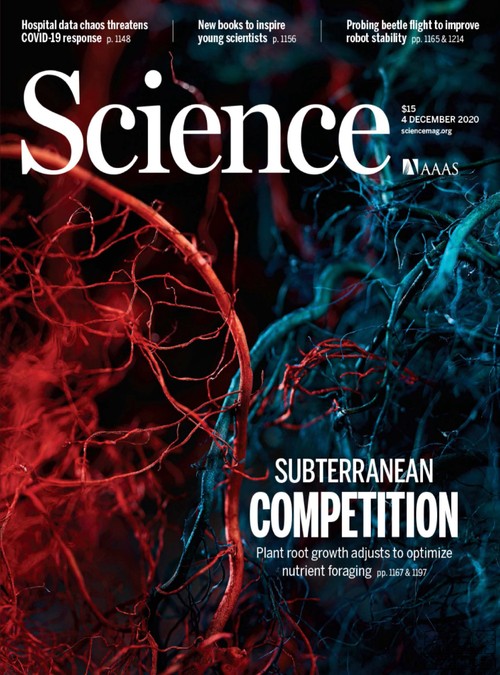 Hospital data chaos threatens
COVID-19 response p. 1148
New books to inspire
young scientists p. 1156
Probing beetle flight to improve
robot stability pp. 1165 & 1214
Science
$15
4 DECEMBER 2020
sciencemag.org
AAAS
SUBTERRANEAN
COMPETITION
Plant root growth adjusts to optimize
nutrient foraging pp. 1167 & 1197